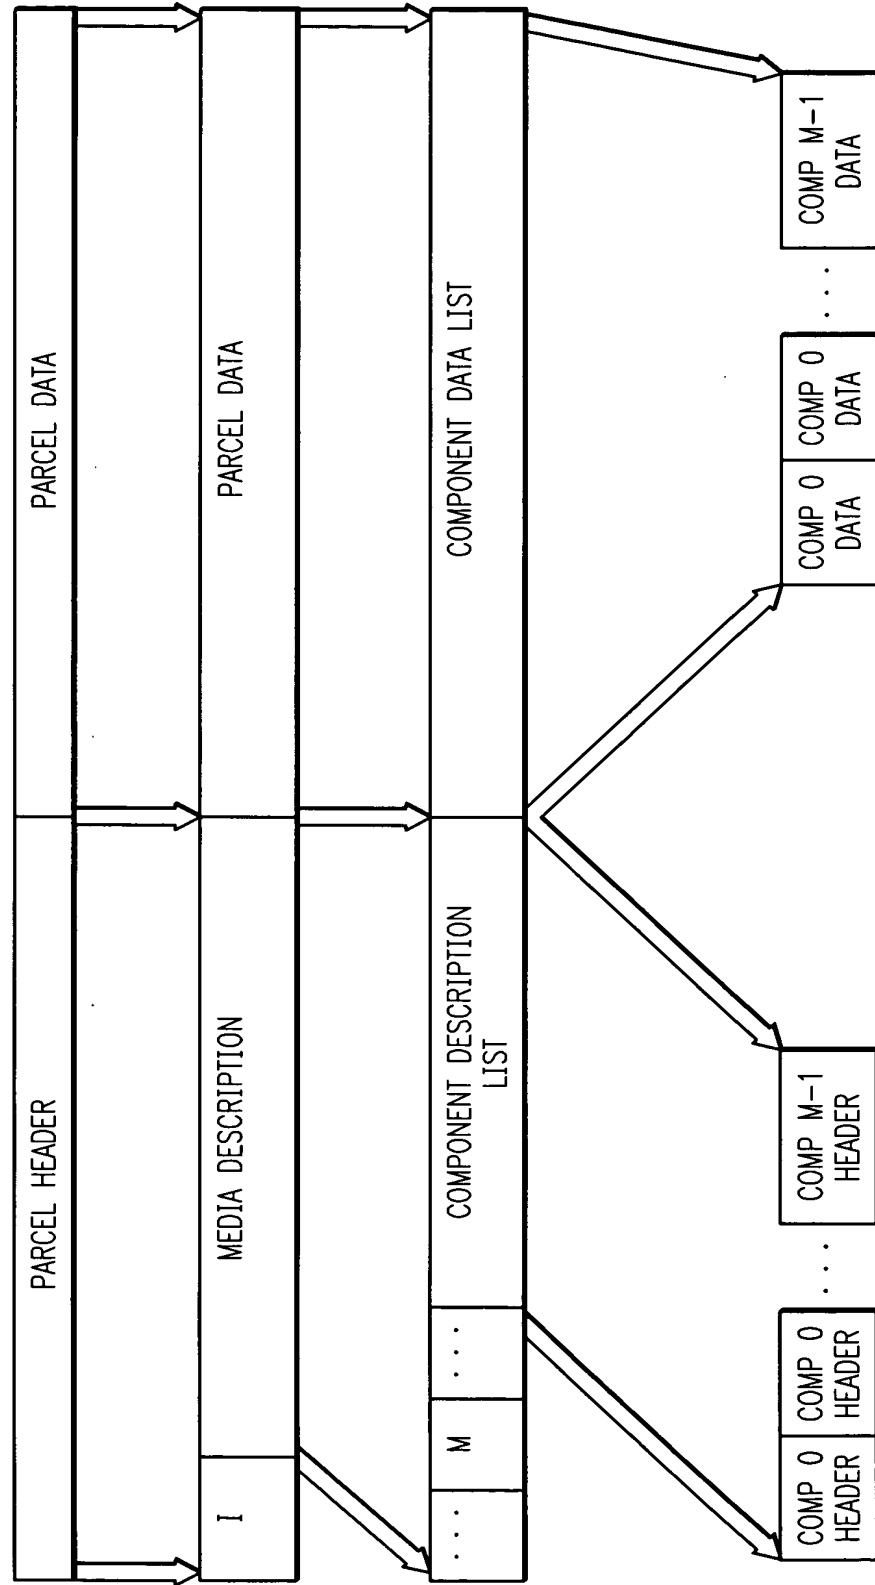 PARCEL HEADER
PARCEL DATA
I
MEDIA DESCRIPTION
PARCEL DATA
...
M
...
COMPONENT DESCRIPTION
LIST
COMPONENT DATA LIST
COMP 0
HEADER
COMP 0
HEADER
...
COMP M-1
HEADER
COMP 0
DATA
COMP 0
DATA
...
COMP M-1
DATA